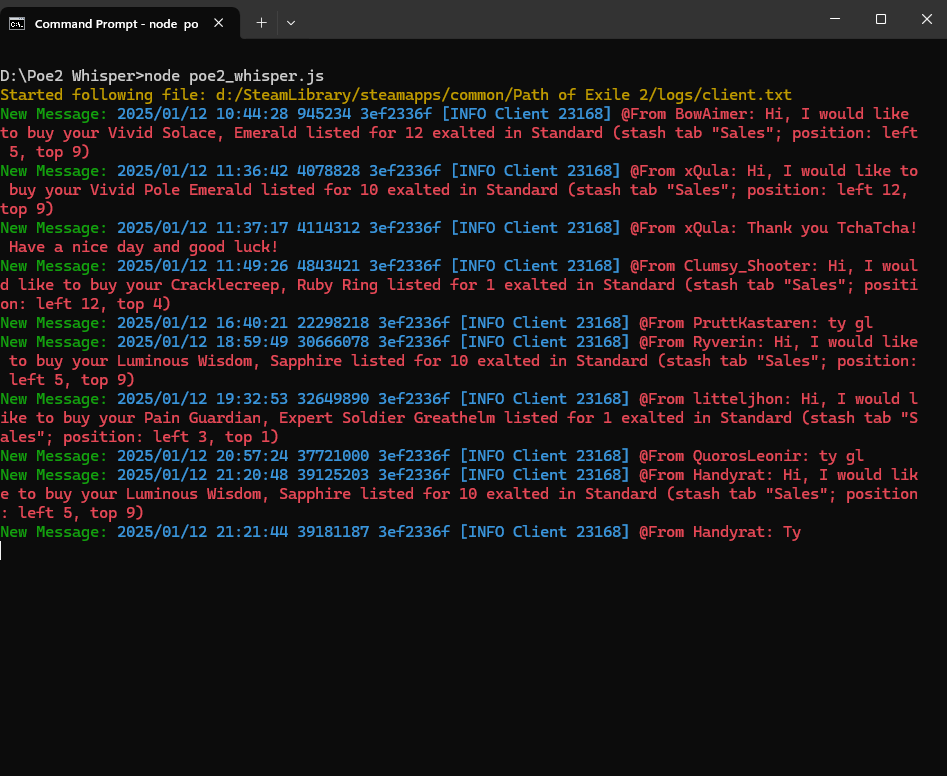 Command Prompt - node  po
D:\Poe2 Whisper>node poe2_whisper.js
Started following file: d:/SteamLibrary/steamapps/common/Path of Exile 2/logs/client.txt
New Message: 2025/01/12 10:44:28 945234 3ef2336f [INFO Client 23168] @From BowAimer: Hi, I would like
to buy your Vivid Solace, Emerald listed for 12 exalted in Standard (stash tab "Sales"; position: left
 5, top 9)
New Message: 2025/01/12 11:36:42 4078828 3ef2336f [INFO Client 23168] @From xQula: Hi, I would like to
 buy your Vivid Pole Emerald listed for 10 exalted in Standard (stash tab "Sales"; position: left 12,
top 9)
New Message: 2025/01/12 11:37:17 4114312 3ef2336f [INFO Client 23168] @From xQula: Thank you TchaTcha!
 Have a nice day and good luck!
New Message: 2025/01/12 11:49:26 4843421 3ef2336f [INFO Client 23168] @From Clumsy_Shooter: Hi, I woul
d like to buy your Cracklecreep, Ruby Ring listed for 1 exalted in Standard (stash tab "Sales"; positi
on: left 12, top 4)
New Message: 2025/01/12 16:40:21 22298218 3ef2336f [INFO Client 23168] @From PruttKastaren: ty gl
New Message: 2025/01/12 18:59:49 30666078 3ef2336f [INFO Client 23168] @From Ryverin: Hi, I would like
 to buy your Luminous Wisdom, Sapphire listed for 10 exalted in Standard (stash tab "Sales"; position:
 left 5, top 9)
New Message: 2025/01/12 19:32:53 32649890 3ef2336f [INFO Client 23168] @From litteljhon: Hi, I would l
ike to buy your Pain Guardian, Expert Soldier Greathelm listed for 1 exalted in Standard (stash tab "S
ales"; position: left 3, top 1)
New Message: 2025/01/12 20:57:24 37721000 3ef2336f [INFO Client 23168] @From QuorosLeonir: ty gl
New Message: 2025/01/12 21:20:48 39125203 3ef2336f [INFO Client 23168] @From Handyrat: Hi, I would lik
e to buy your Luminous Wisdom, Sapphire listed for 10 exalted in Standard (stash tab "Sales"; position
: left 5, top 9)
New Message: 2025/01/12 21:21:44 39181187 3ef2336f [INFO Client 23168] @From Handyrat: Ty